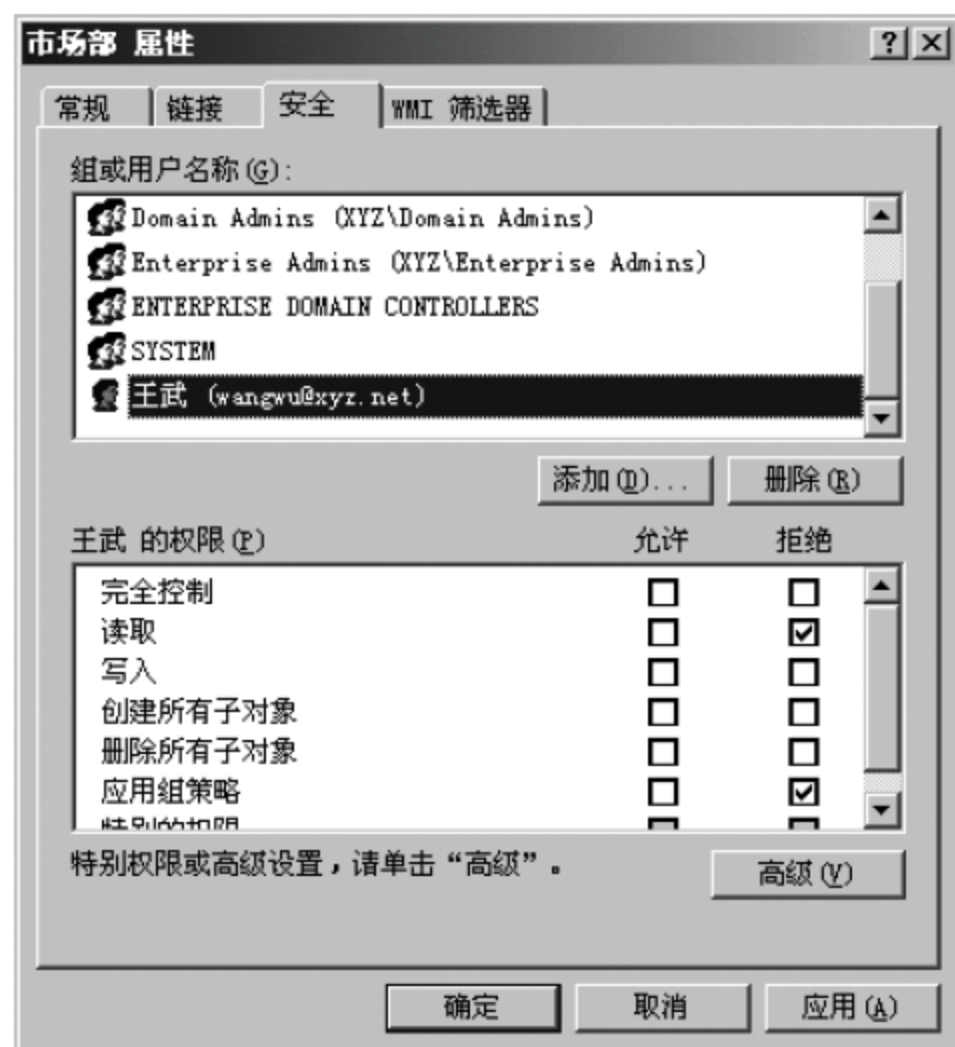 市场部 属性
常规 链接 安全 WMI 筛选器
组或用户名称(G):
Domain Admins (XYZ\Domain Admins)
Enterprise Admins (XYZ\Enterprise Admins)
ENTERPRISE DOMAIN CONTROLLERS
SYSTEM
王武 (wangwu@xyz.net)
添加(D)... 删除(R)
王武 的权限(P) 允许 拒绝
完全控制
读取
写入
创建所有子对象
删除所有子对象
应用组策略
特别的权限
特别权限或高级设置，请单击“高级”。
高级(V)
确定 取消 应用(A)